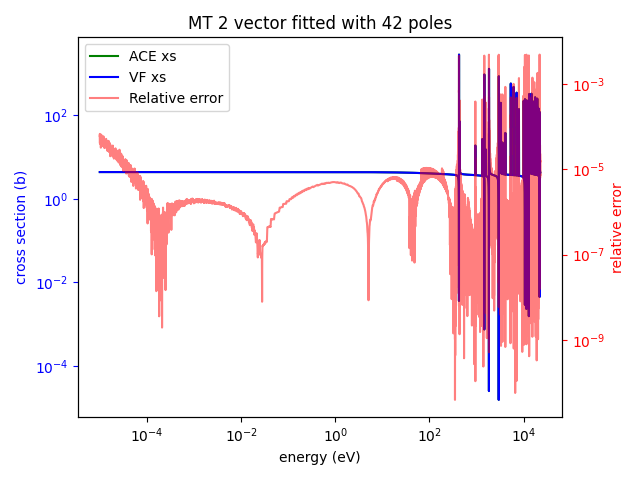 MT 2 vector fitted with 42 poles
ACE xs
VF xs
Relative error
cross section (b)
10^2
10^0
10^-2
10^-4
10^-3
10^-5
10^-7
10^-9
relative error
10^-4 10^-2 10^0 10^2 10^4
energy (eV)